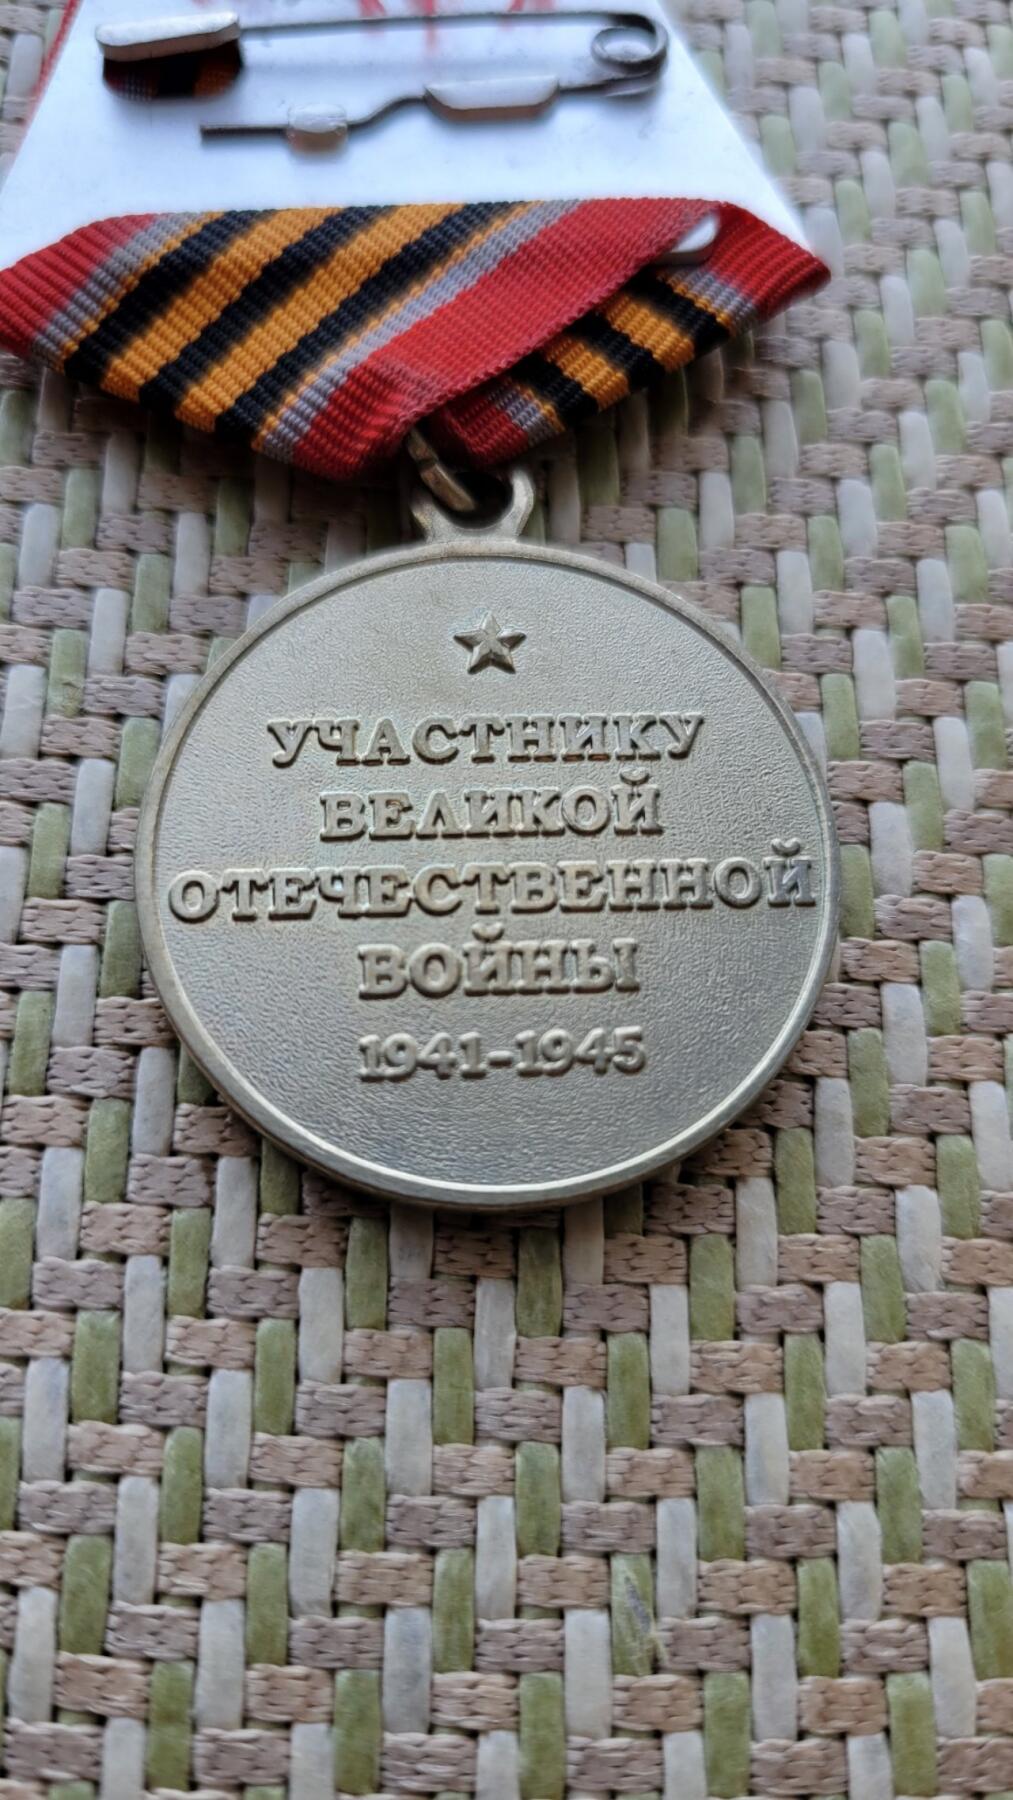 УЧАСТНИКУ
ВЕЛИКОЙ
ОТЕЧЕСТВЕННОЙ
ВОЙНЫ
1941-1945